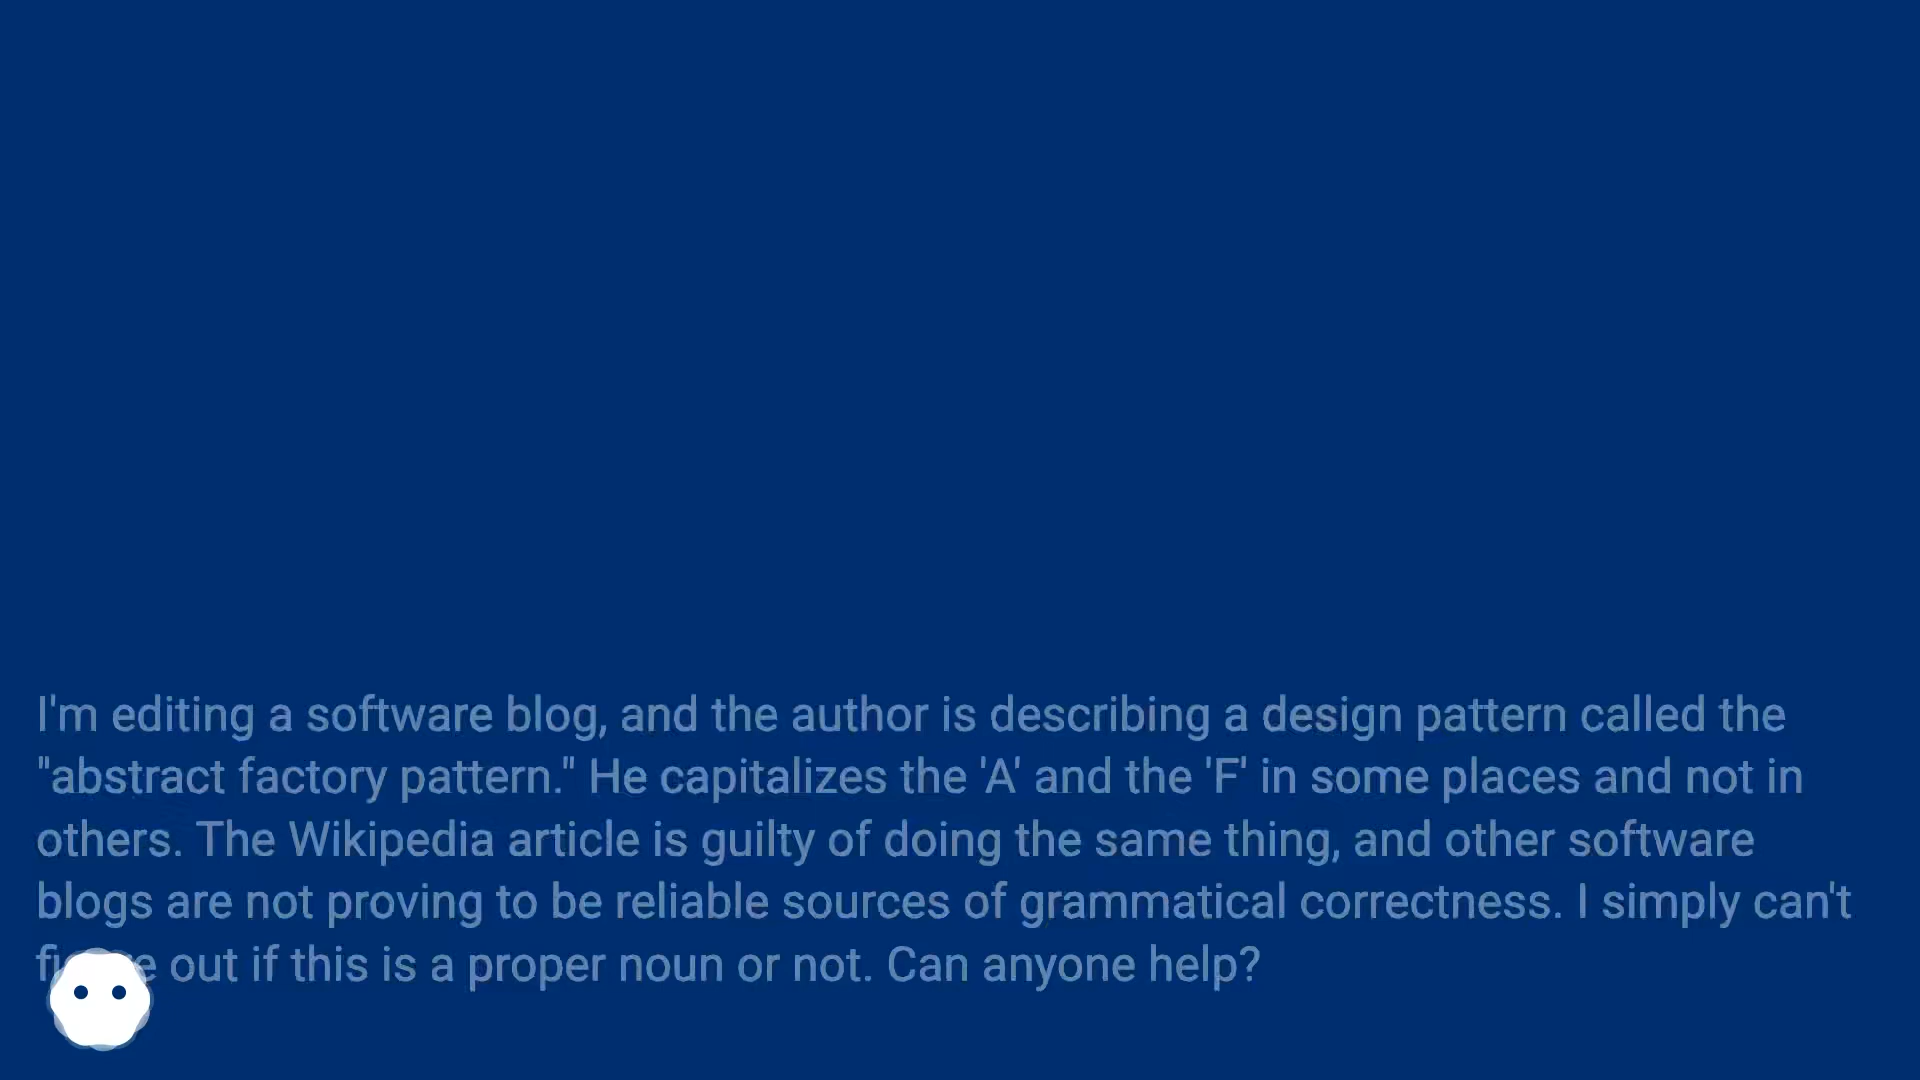 I'm editing a software blog, and the author is describing a design pattern called the
"abstract factory pattern." He capitalizes the 'A' and the 'F' in some places and not in
others. The Wikipedia article is guilty of doing the same thing, and other software
blogs are not proving to be reliable sources of grammatical correctness. I simply can't
out if this is a proper noun or not. Can anyone help?